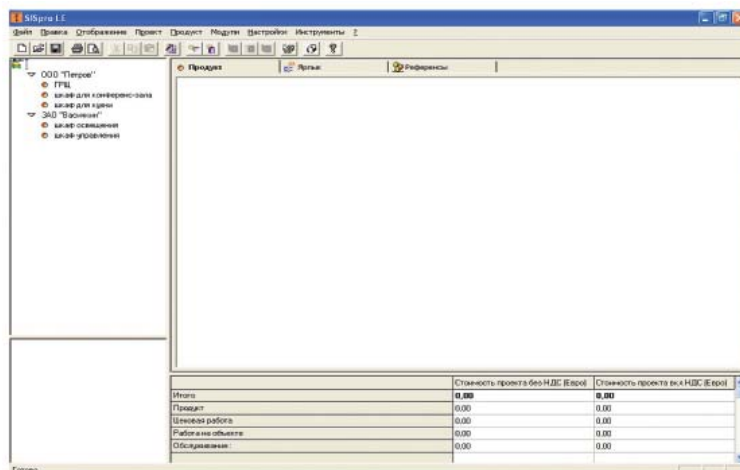 SISpro LE
Файл Правка Отображение Проект Продукт Модули Настройки Инструменты ?
ООО "Петров"
ГРЩ
шкаф для конференс-зала
шкаф для кухни
ЗАО "Васнекин"
шкаф освещения
шкаф управления
Продукт Ярлык Референсы
Стоимость проекта без НДС (Евро) Стоимость проекта вкл НДС (Евро)
Итого 0,00 0,00
Продукт 0,00 0,00
Цеховая работа 0,00 0,00
Работа на объекте 0,00 0,00
Обслуживание : 0,00 0,00
Готово